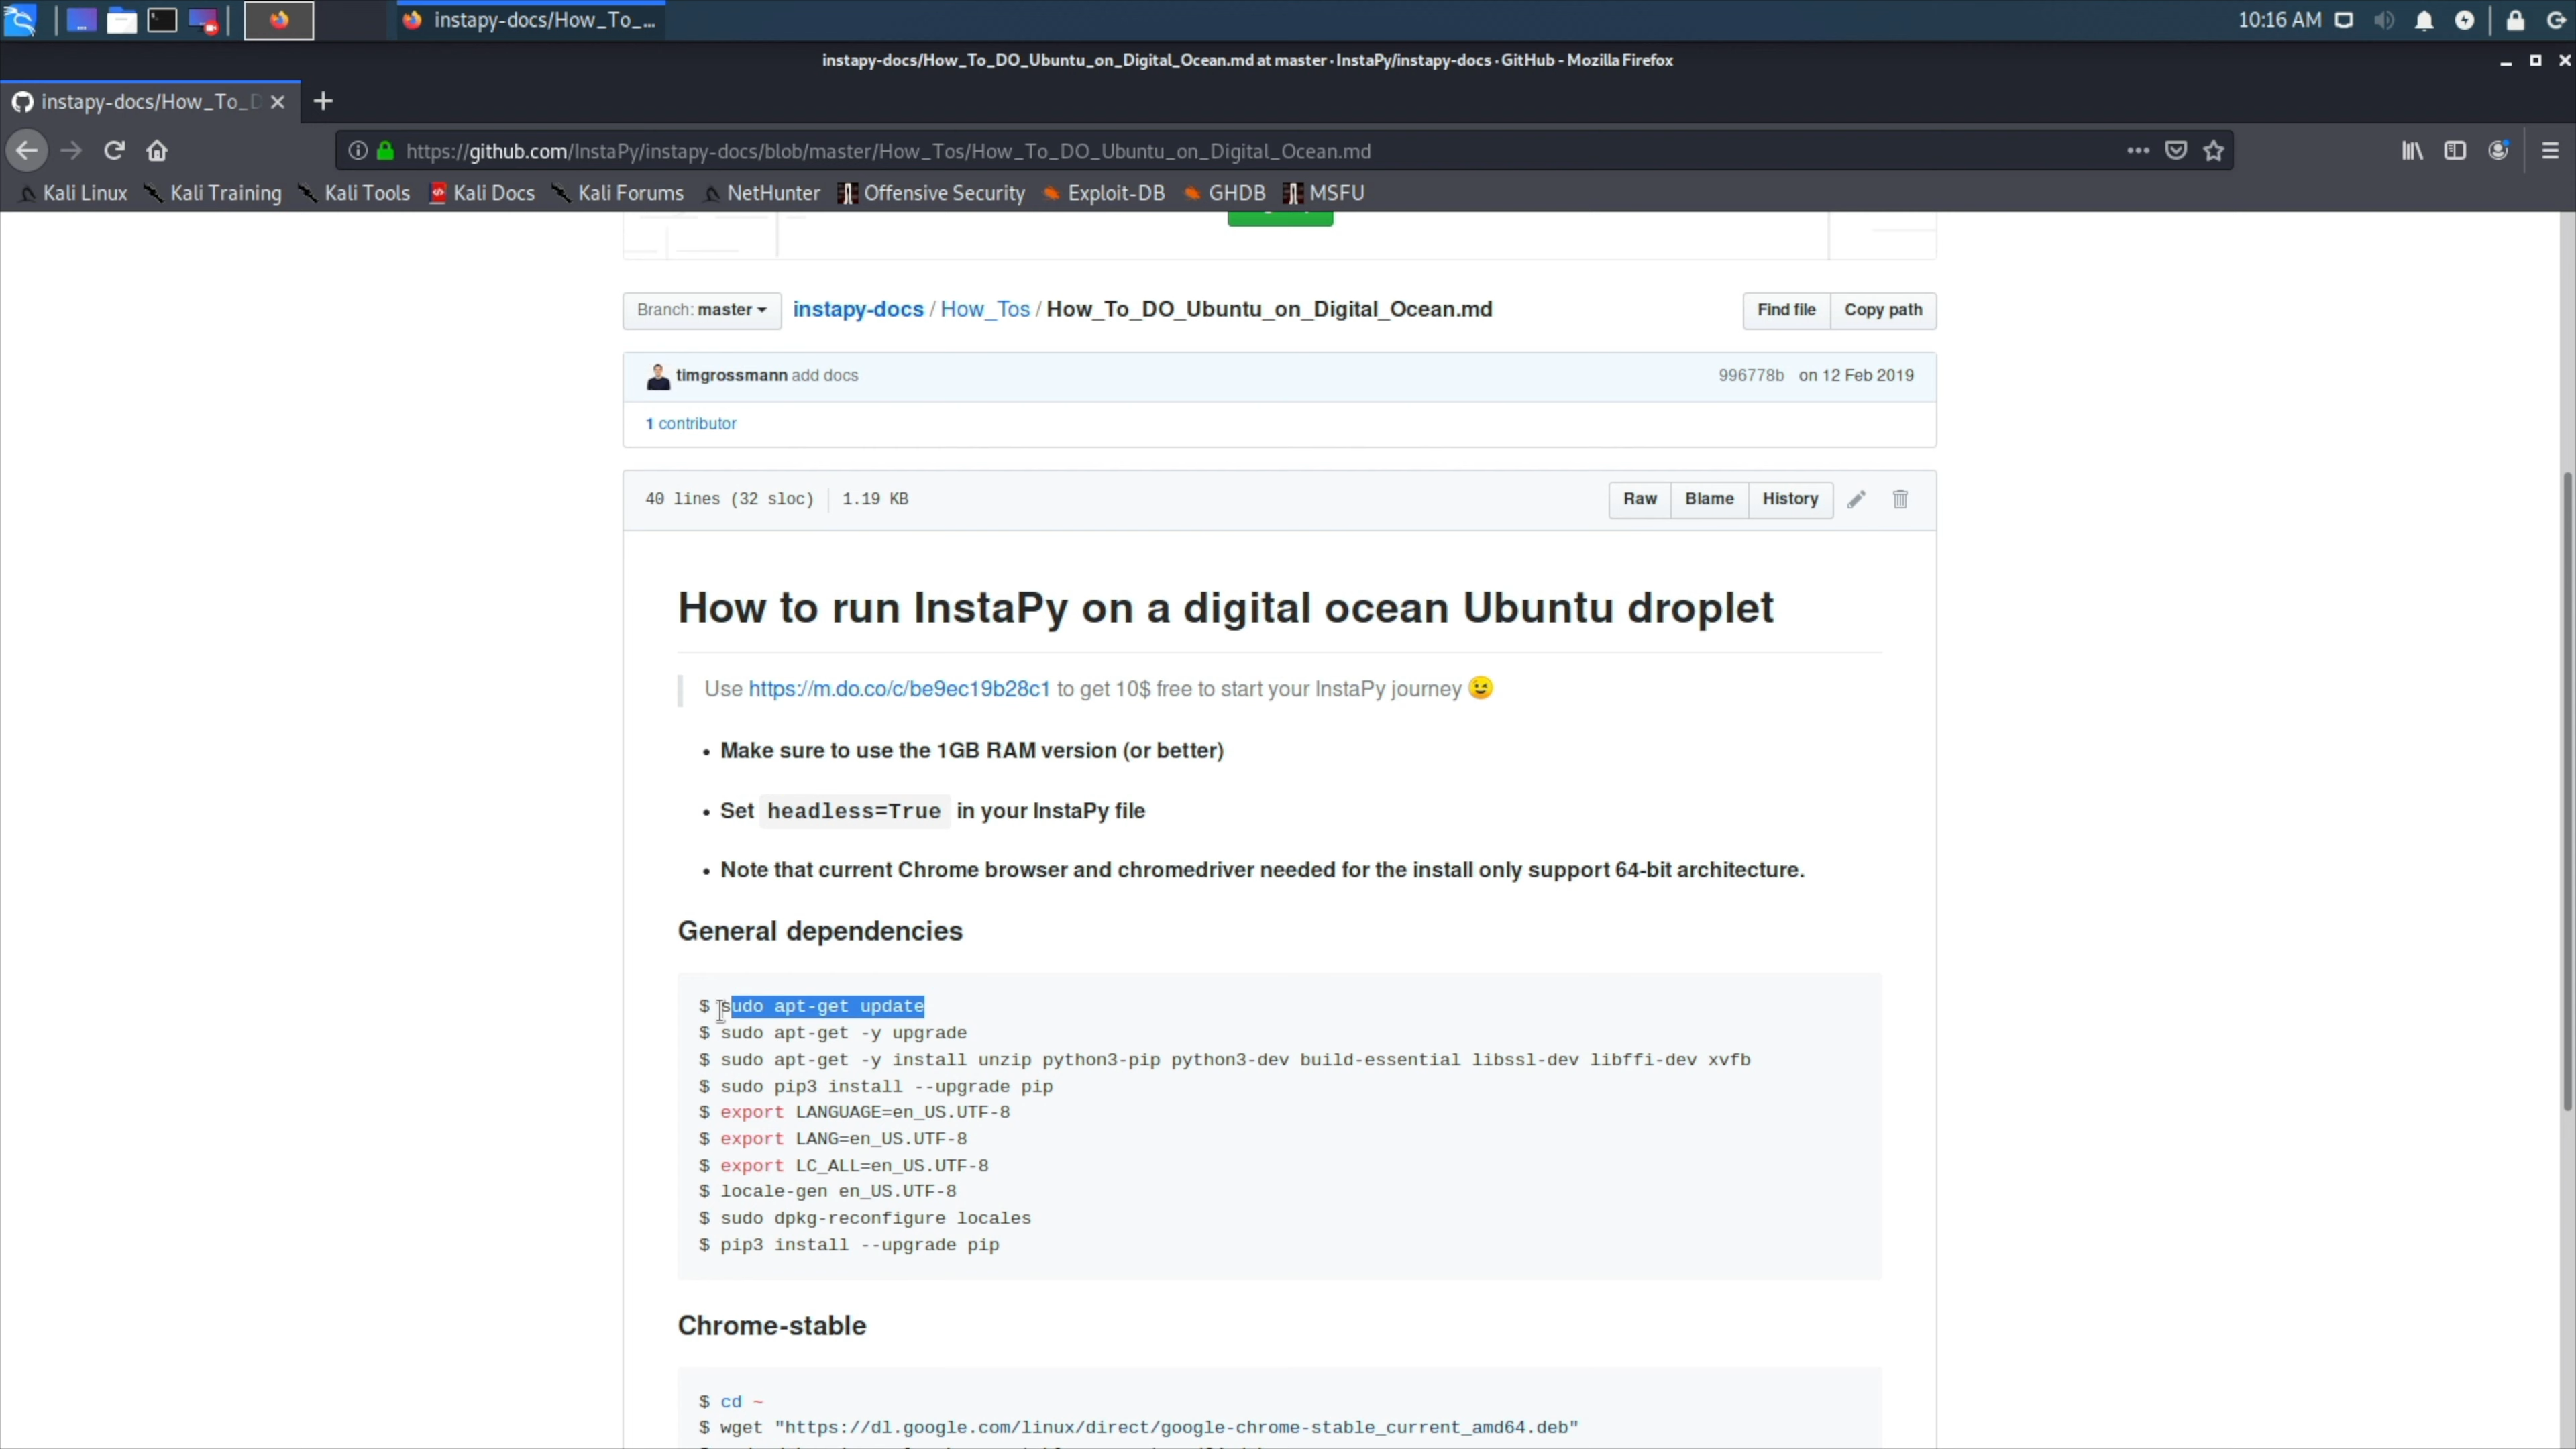 instapy-docs/How_To_...
10:16 AM
instapy-docs/How_To_DO_Ubuntu_on_Digital_Ocean.md at master · InstaPy/instapy-docs · GitHub - Mozilla Firefox
instapy-docs/How_To_D
https://github.com/InstaPy/instapy-docs/blob/master/How_Tos/How_To_DO_Ubuntu_on_Digital_Ocean.md
Kali Linux Kali Training Kali Tools Kali Docs Kali Forums NetHunter Offensive Security Exploit-DB GHDB MSFU
Branch: master instapy-docs / How_Tos / How_To_DO_Ubuntu_on_Digital_Ocean.md Find file Copy path
timgrossmann add docs 996778b on 12 Feb 2019
1 contributor
40 lines (32 sloc) 1.19 KB Raw Blame History
How to run InstaPy on a digital ocean Ubuntu droplet
Use https://m.do.co/c/be9ec19b28c1 to get 10$ free to start your InstaPy journey 😉
• Make sure to use the 1GB RAM version (or better)
• Set headless=True in your InstaPy file
• Note that current Chrome browser and chromedriver needed for the install only support 64-bit architecture.
General dependencies
$ sudo apt-get update
$ sudo apt-get -y upgrade
$ sudo apt-get -y install unzip python3-pip python3-dev build-essential libssl-dev libffi-dev xvfb
$ sudo pip3 install --upgrade pip
$ export LANGUAGE=en_US.UTF-8
$ export LANG=en_US.UTF-8
$ export LC_ALL=en_US.UTF-8
$ locale-gen en_US.UTF-8
$ sudo dpkg-reconfigure locales
$ pip3 install --upgrade pip
Chrome-stable
$ cd ~
$ wget "https://dl.google.com/linux/direct/google-chrome-stable_current_amd64.deb"